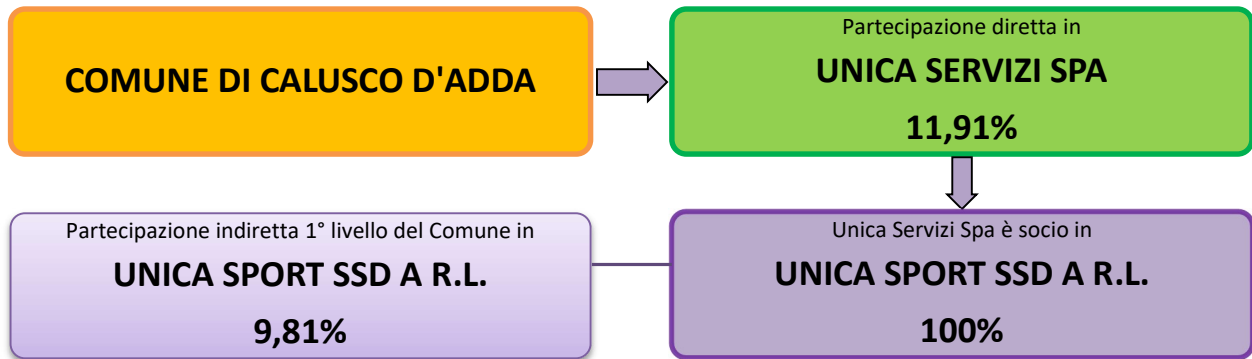 COMUNE DI CALUSCO D'ADDA
Partecipazione diretta in
UNICA SERVIZI SPA
11,91%
Partecipazione indiretta 1° livello del Comune in
UNICA SPORT SSD A R.L.
9,81%
Unica Servizi Spa è socio in
UNICA SPORT SSD A R.L.
100%